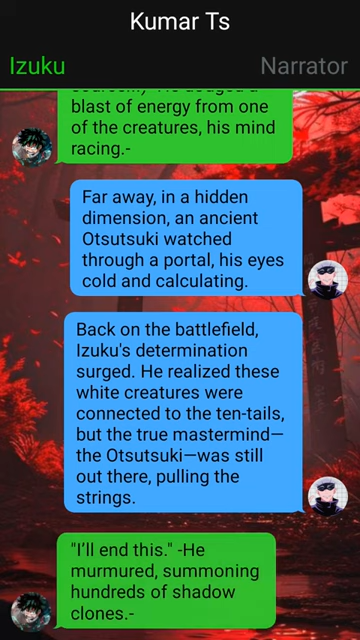 Kumar Ts
Izuku
Narrator
blast of energy from one
of the creatures, his mind
racing.-
Far away, in a hidden
dimension, an ancient
Otsutsuki watched
through a portal, his eyes
cold and calculating.
Back on the battlefield,
Izuku's determination
surged. He realized these
white creatures were
connected to the ten-tails,
but the true mastermind—
the Otsutsuki—was still
out there, pulling the
strings.
"I'll end this." -He
murmured, summoning
hundreds of shadow
clones.-